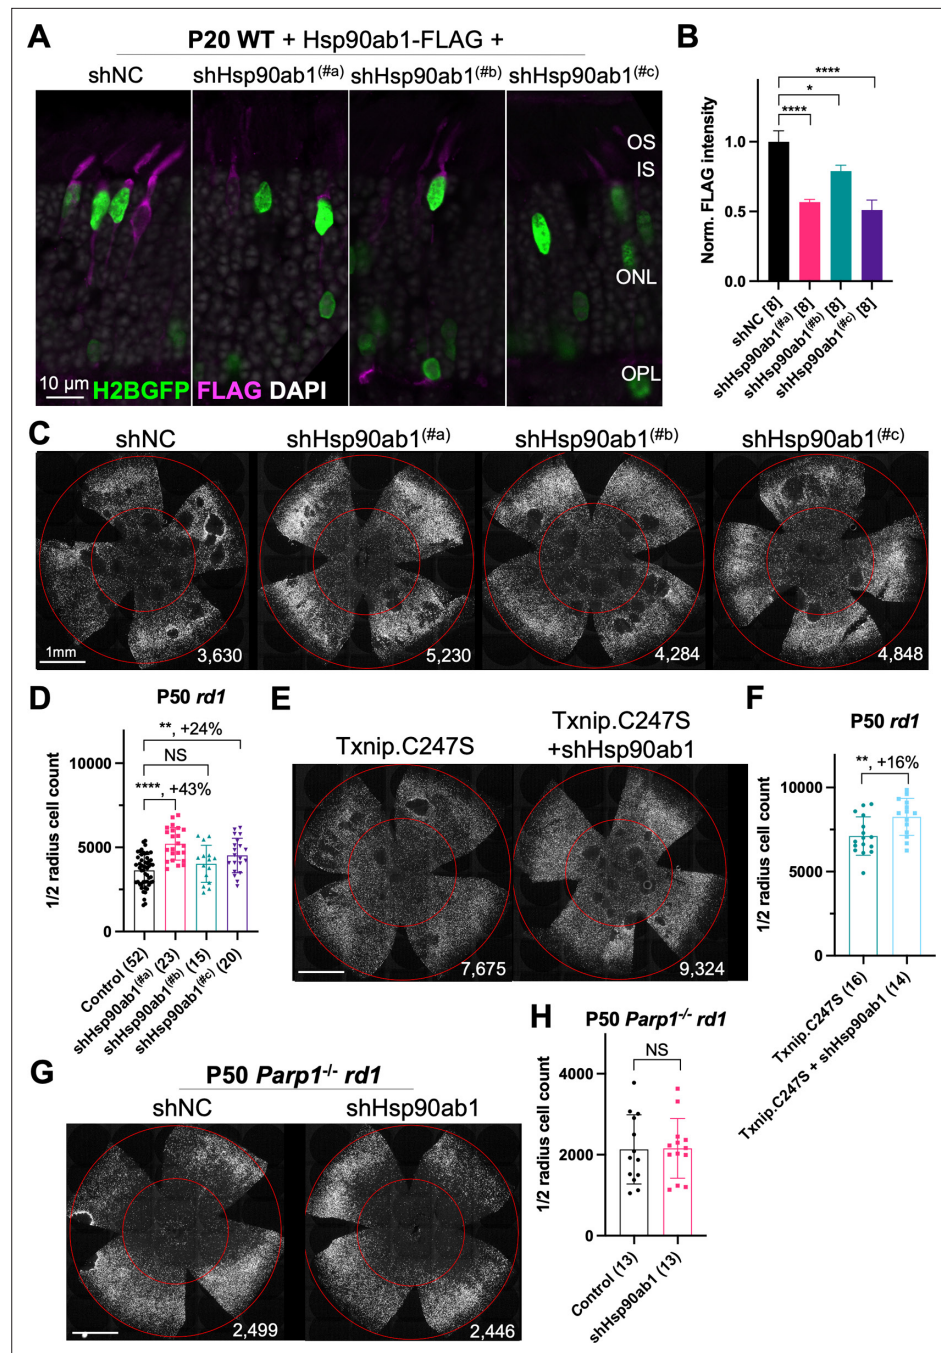 A
P20 WT + Hsp90ab1-FLAG +
shNC shHsp90ab1(#a) shHsp90ab1(#b) shHsp90ab1(#c)
OS
IS
ONL
OPL
10 µm
H2BGFP FLAG DAPI
B
****
*
****
Norm. FLAG intensity
1.0
0.5
0.0
shNC [8]
shHsp90ab1(#a) [8]
shHsp90ab1(#b) [8]
shHsp90ab1(#c) [8]
C
shNC shHsp90ab1(#a) shHsp90ab1(#b) shHsp90ab1(#c)
1mm
3,630 5,230 4,284 4,848
D
P50 rd1
**, +24%
NS
****, +43%
1/2 radius cell count
10000
5000
0
Control (52)
shHsp90ab1(#a) (23)
shHsp90ab1(#b) (15)
shHsp90ab1(#c) (20)
E
Txnip.C247S
Txnip.C247S
+shHsp90ab1
7,675 9,324
F
P50 rd1
**, +16%
1/2 radius cell count
10000
5000
0
Txnip.C247S (16)
Txnip.C247S + shHsp90ab1 (14)
G
P50 Parp1-/- rd1
shNC shHsp90ab1
2,499 2,446
H
P50 Parp1-/- rd1
NS
1/2 radius cell count
4000
2000
0
Control (13)
shHsp90ab1 (13)